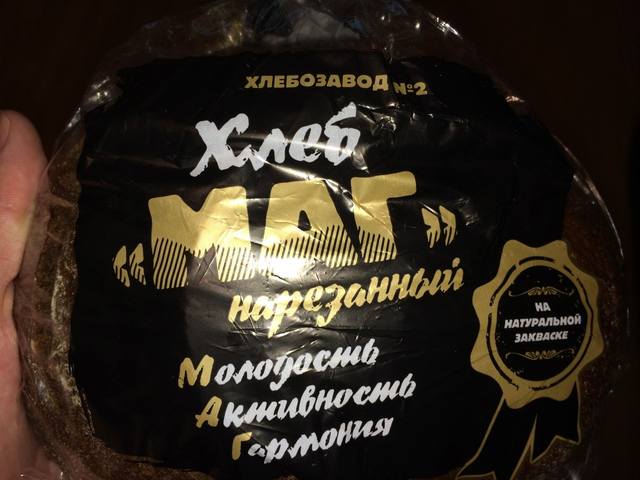 ХЛЕБОЗАВОД №2
Хлеб
«МАГ»
нарезанный
Молодость
Активность
Гармония
НА
НАТУРАЛЬНОЙ
ЗАКВАСКЕ